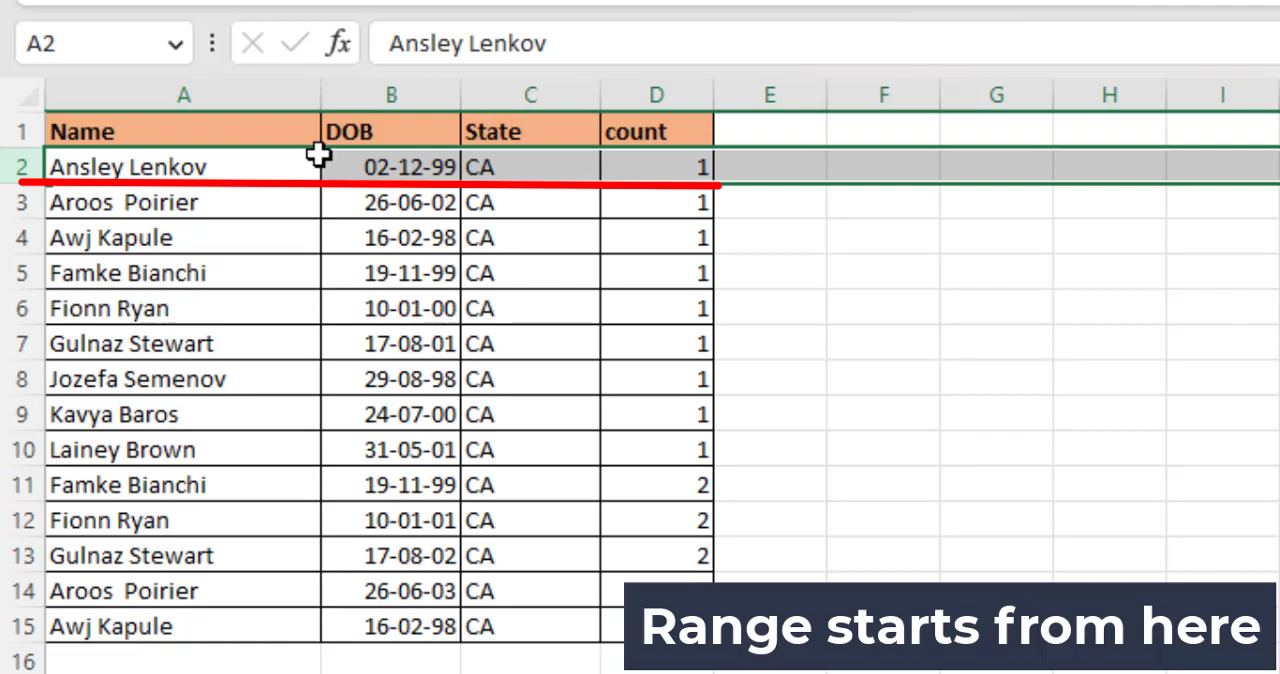 A2 fx Ansley Lenkov
A B C D E F G H I
1 Name DOB State count
2 Ansley Lenkov 02-12-99 CA 1
3 Aroos  Poirier 26-06-02 CA 1
4 Awj Kapule 16-02-98 CA 1
5 Famke Bianchi 19-11-99 CA 1
6 Fionn Ryan 10-01-00 CA 1
7 Gulnaz Stewart 17-08-01 CA 1
8 Jozefa Semenov 29-08-98 CA 1
9 Kavya Baros 24-07-00 CA 1
10 Lainey Brown 31-05-01 CA 1
11 Famke Bianchi 19-11-99 CA 2
12 Fionn Ryan 10-01-01 CA 2
13 Gulnaz Stewart 17-08-02 CA 2
14 Aroos  Poirier 26-06-03 CA
15 Awj Kapule 16-02-98 CA
16
Range starts from here